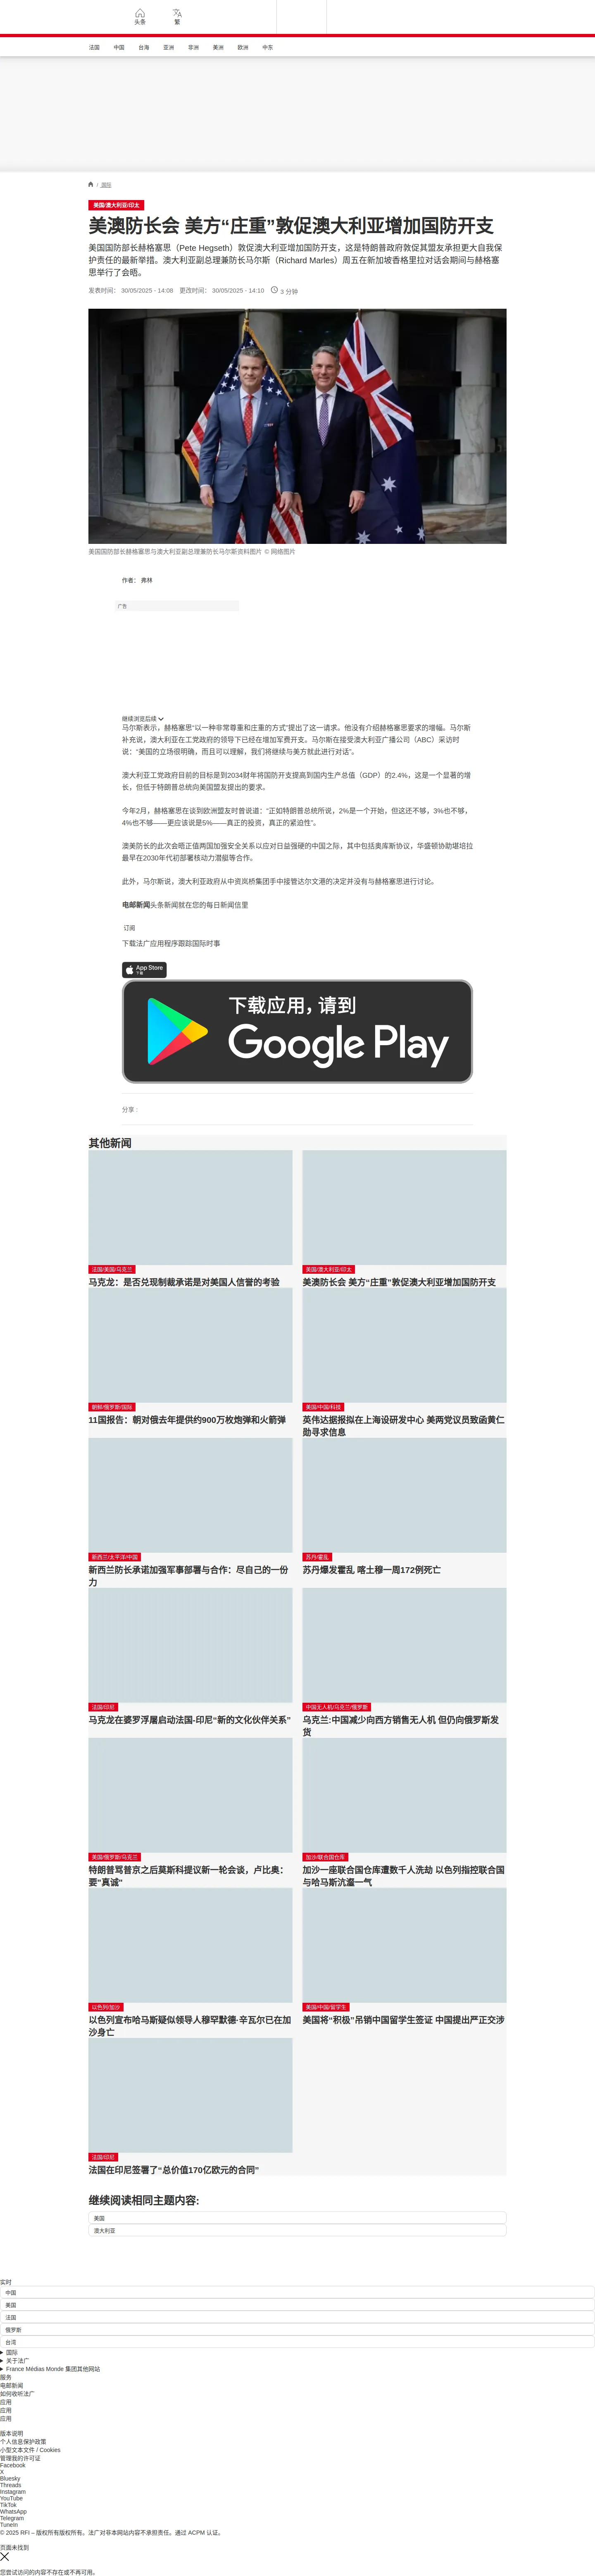 头条
繁
法国 中国 台海 亚洲 非洲 美洲 欧洲 中东
/ 国际
美国/澳大利亚/印太
美澳防长会 美方“庄重”敦促澳大利亚增加国防开支
美国国防部长赫格塞思（Pete Hegseth）敦促澳大利亚增加国防开支，这是特朗普政府敦促其盟友承担更大自我保
护责任的最新举措。澳大利亚副总理兼防长马尔斯（Richard Marles）周五在新加坡香格里拉对话会期间与赫格塞
思举行了会晤。
发表时间： 30/05/2025 - 14:08 更改时间： 30/05/2025 - 14:10 3 分钟
美国国防部长赫格塞思与澳大利亚副总理兼防长马尔斯资料图片 © 网络图片
作者： 弗林
广告
继续浏览后续
马尔斯表示，赫格塞思“以一种非常尊重和庄重的方式”提出了这一请求。他没有介绍赫格塞思要求的增幅。马尔斯
补充说，澳大利亚在工党政府的领导下已经在增加军费开支。马尔斯在接受澳大利亚广播公司（ABC）采访时
说：“美国的立场很明确，而且可以理解，我们将继续与美方就此进行对话”。
澳大利亚工党政府目前的目标是到2034财年将国防开支提高到国内生产总值（GDP）的2.4%，这是一个显著的增
长，但低于特朗普总统向美国盟友提出的要求。
今年2月，赫格塞思在谈到欧洲盟友时曾说道：“正如特朗普总统所说，2%是一个开始，但这还不够，3%也不够，
4%也不够——更应该说是5%——真正的投资，真正的紧迫性”。
澳美防长的此次会晤正值两国加强安全关系以应对日益强硬的中国之际，其中包括奥库斯协议，华盛顿协助堪培拉
最早在2030年代初部署核动力潜艇等合作。
此外，马尔斯说，澳大利亚政府从中资岚桥集团手中接管达尔文港的决定并没有与赫格塞思进行讨论。
电邮新闻头条新闻就在您的每日新闻信里
订阅
下载法广应用程序跟踪国际时事
App Store
下载
下载应用，请到
Google Play
分享 :
其他新闻
法国/美国/乌克兰
马克龙：是否兑现制裁承诺是对美国人信誉的考验
美国/澳大利亚/印太
美澳防长会 美方“庄重”敦促澳大利亚增加国防开支
朝鲜/俄罗斯/国际
11国报告：朝对俄去年提供约900万枚炮弹和火箭弹
美国/中国/科技
英伟达据报拟在上海设研发中心 美两党议员致函黄仁
勋寻求信息
新西兰/太平洋/中国
新西兰防长承诺加强军事部署与合作：尽自己的一份
力
苏丹/霍乱
苏丹爆发霍乱 喀土穆一周172例死亡
法国/印尼
马克龙在婆罗浮屠启动法国-印尼“新的文化伙伴关系”
中国无人机/乌克兰/俄罗斯
乌克兰:中国减少向西方销售无人机 但仍向俄罗斯发
货
美国/俄罗斯/乌克兰
特朗普骂普京之后莫斯科提议新一轮会谈，卢比奥：
要"真诚"
加沙/联合国仓库
加沙一座联合国仓库遭数千人洗劫 以色列指控联合国
与哈马斯沆瀣一气
以色列/加沙
以色列宣布哈马斯疑似领导人穆罕默德·辛瓦尔已在加
沙身亡
美国/中国/留学生
美国将“积极”吊销中国留学生签证 中国提出严正交涉
法国/印尼
法国在印尼签署了“总价值170亿欧元的合同”
继续阅读相同主题内容:
美国
澳大利亚
实时
中国
美国
法国
俄罗斯
台湾
国际
关于法广
France Médias Monde 集团其他网站
服务
电邮新闻
如何收听法广
应用
应用
应用
版本说明
个人信息保护政策
小型文本文件 / Cookies
管理我的许可证
Facebook
X
Bluesky
Threads
Instagram
YouTube
TikTok
WhatsApp
Telegram
TuneIn
© 2025 RFI – 版权所有版权所有。法广对非本网站内容不承担责任。通过 ACPM 认证。
页面未找到
您尝试访问的内容不存在或不再可用。